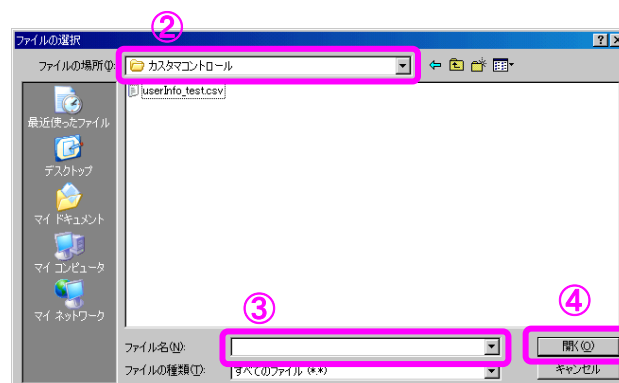 ②
ファイルの選択
ファイルの場所(I):
カスタマコントロール
userInfo_test.csv
最近使ったファイル
デスクトップ
マイ ドキュメント
マイ コンピュータ
マイ ネットワーク
③
④
ファイル名(N):
開く(O)
ファイルの種類(T):
すべてのファイル (*.*)
キャンセル